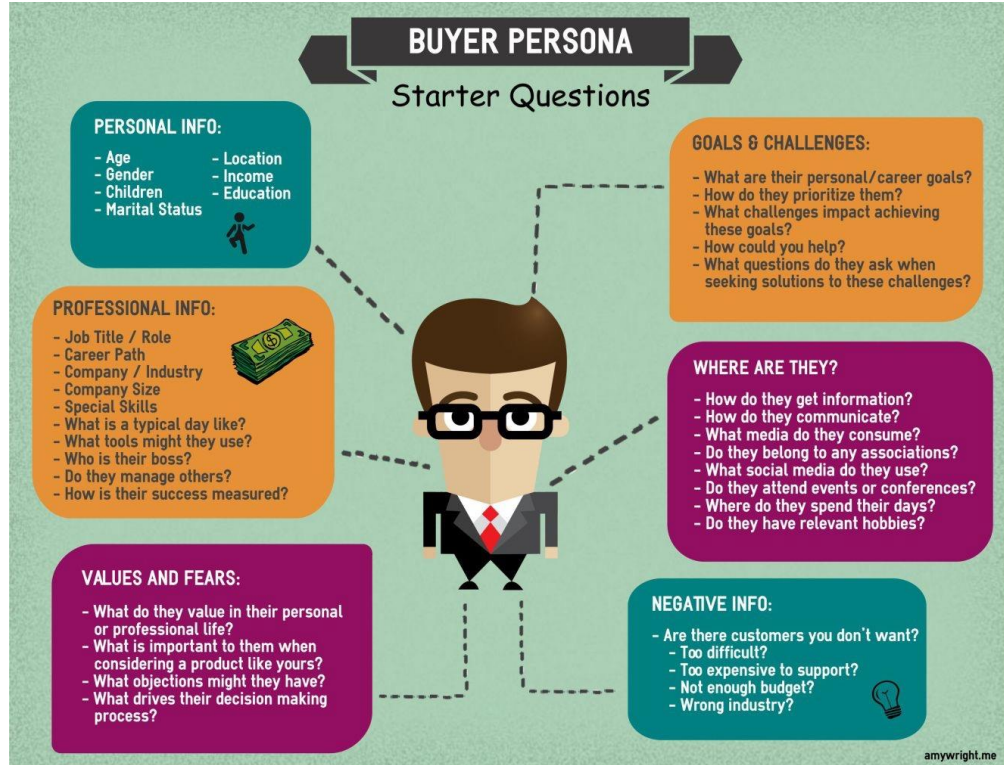 BUYER PERSONA
Starter Questions
PERSONAL INFO:
- Age
- Gender
- Children
- Marital Status
- Location
- Income
- Education
PROFESSIONAL INFO:
- Job Title / Role
- Career Path
- Company / Industry
- Company Size
- Special Skills
- What is a typical day like?
- What tools might they use?
- Who is their boss?
- Do they manage others?
- How is their success measured?
VALUES AND FEARS:
- What do they value in their personal
or professional life?
- What is important to them when
considering a product like yours?
- What objections might they have?
- What drives their decision making
process?
GOALS & CHALLENGES:
- What are their personal/career goals?
- How do they prioritize them?
- What challenges impact achieving
these goals?
- How could you help?
- What questions do they ask when
seeking solutions to these challenges?
WHERE ARE THEY?
- How do they get information?
- How do they communicate?
- What media do they consume?
- Do they belong to any associations?
- What social media do they use?
- Do they attend events or conferences?
- Where do they spend their days?
- Do they have relevant hobbies?
NEGATIVE INFO:
- Are there customers you don't want?
- Too difficult?
- Too expensive to support?
- Not enough budget?
- Wrong industry?
amywright.me